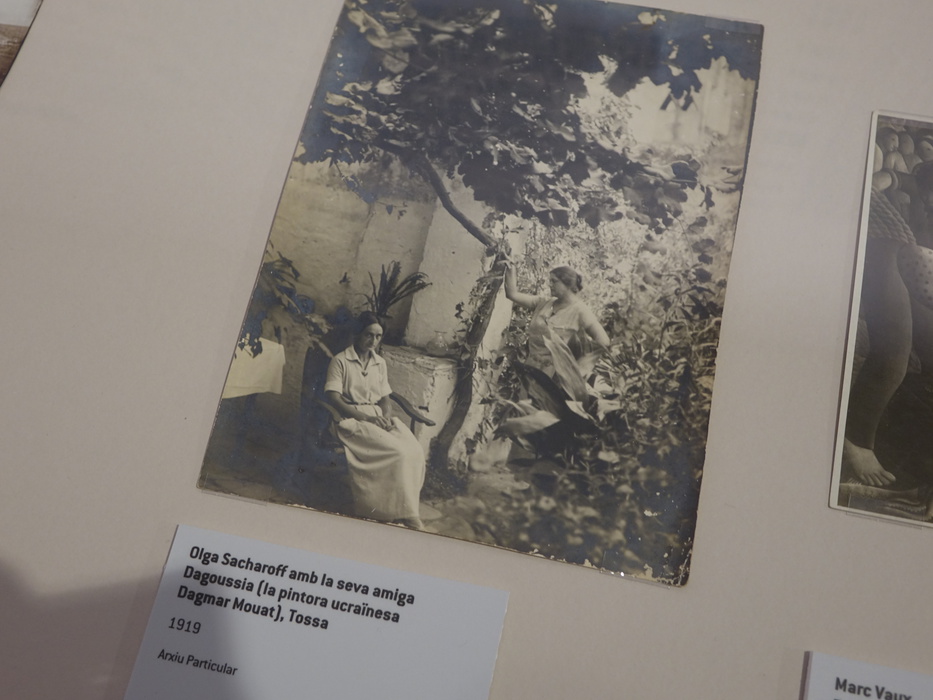 Olga Sacharoff amb la seva amiga
Dagoussia (la pintora ucraïnesa
Dagmar Mouat), Tossa
1919
Arxiu Particular
Marc Vaux